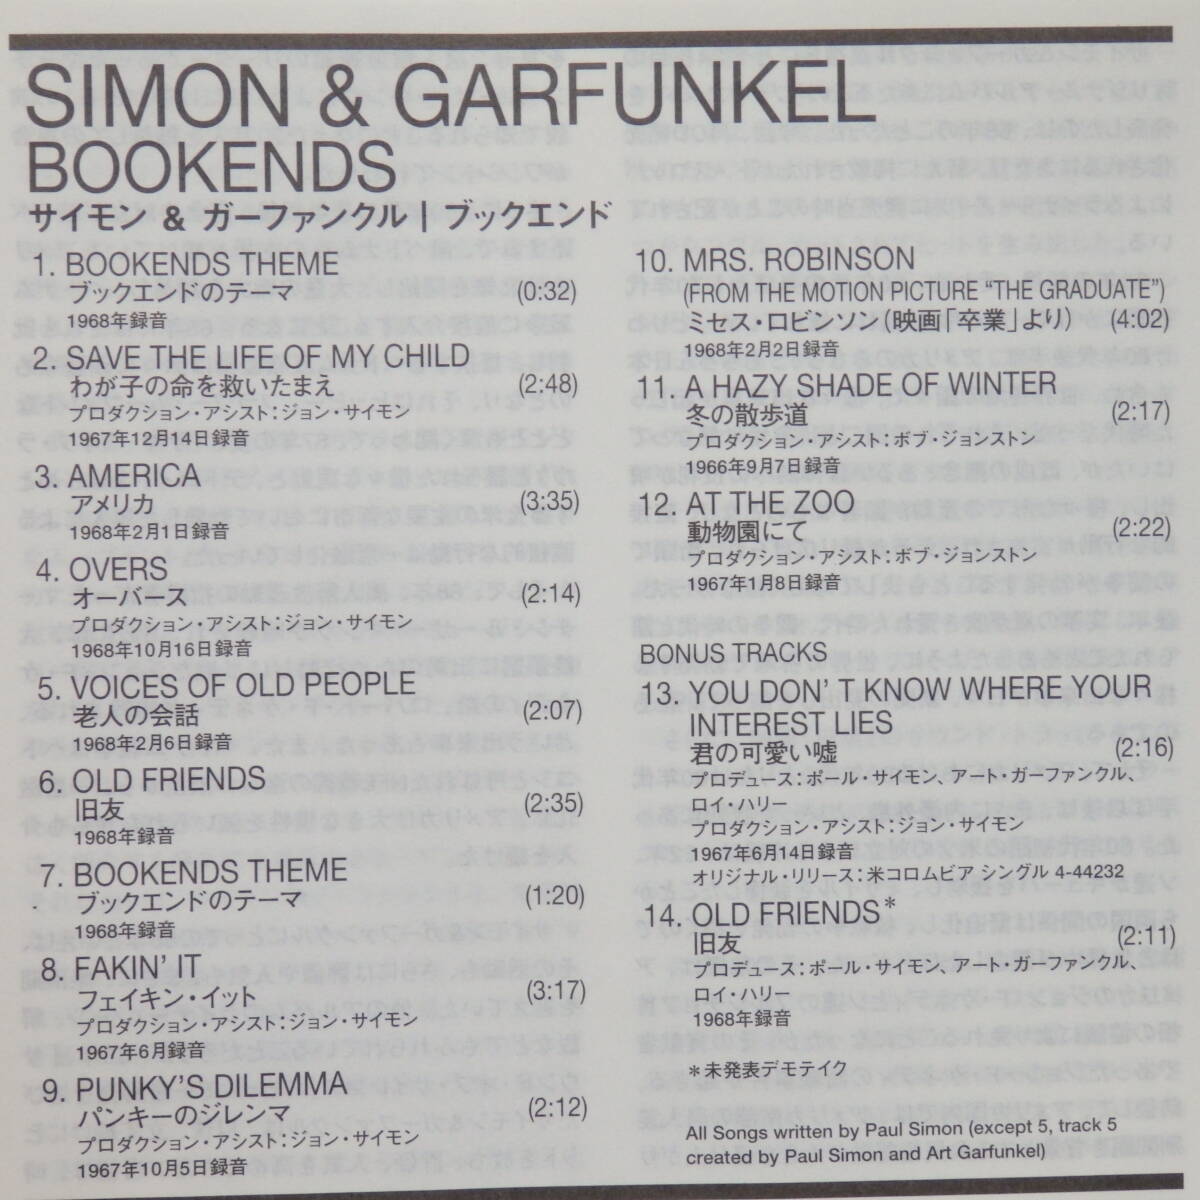 SIMON & GARFUNKEL
BOOKENDS
サイモン & ガーファンクル┃ブックエンド
1. BOOKENDS THEME
ブックエンドのテーマ (0:32)
1968年録音
2. SAVE THE LIFE OF MY CHILD
わが子の命を救いたまえ (2:48)
プロダクション・アシスト:ジョン・サイモン
1967年12月14日録音
3. AMERICA
アメリカ (3:35)
1968年2月1日録音
4. OVERS
オーバース (2:14)
プロダクション・アシスト:ジョン・サイモン
1968年10月16日録音
5. VOICES OF OLD PEOPLE
老人の会話 (2:07)
1968年2月6日録音
6. OLD FRIENDS
旧友 (2:35)
1968年録音
7. BOOKENDS THEME
ブックエンドのテーマ (1:20)
1968年録音
8. FAKIN' IT
フェイキン・イット (3:17)
プロダクション・アシスト:ジョン・サイモン
1967年6月録音
9. PUNKY'S DILEMMA
パンキーのジレンマ (2:12)
プロダクション・アシスト:ジョン・サイモン
1967年10月5日録音
10. MRS. ROBINSON
(FROM THE MOTION PICTURE “THE GRADUATE”)
ミセス・ロビンソン(映画「卒業」より) (4:02)
1968年2月2日録音
11. A HAZY SHADE OF WINTER
冬の散歩道 (2:17)
プロダクション・アシスト:ボブ・ジョンストン
1966年9月7日録音
12. AT THE ZOO
動物園にて (2:22)
プロダクション・アシスト:ボブ・ジョンストン
1967年1月8日録音
BONUS TRACKS
13. YOU DON' T KNOW WHERE YOUR
INTEREST LIES
君の可愛い嘘 (2:16)
プロデュース:ポール・サイモン、アート・ガーファンクル、
ロイ・ハリー
プロダクション・アシスト:ジョン・サイモン
1967年6月14日録音
オリジナル・リリース:米コロムビア シングル 4-44232
14. OLD FRIENDS*
旧友 (2:11)
プロデュース:ポール・サイモン、アート・ガーファンクル、
ロイ・ハリー
1968年録音
*未発表デモテイク
All Songs written by Paul Simon (except 5, track 5
created by Paul Simon and Art Garfunkel)